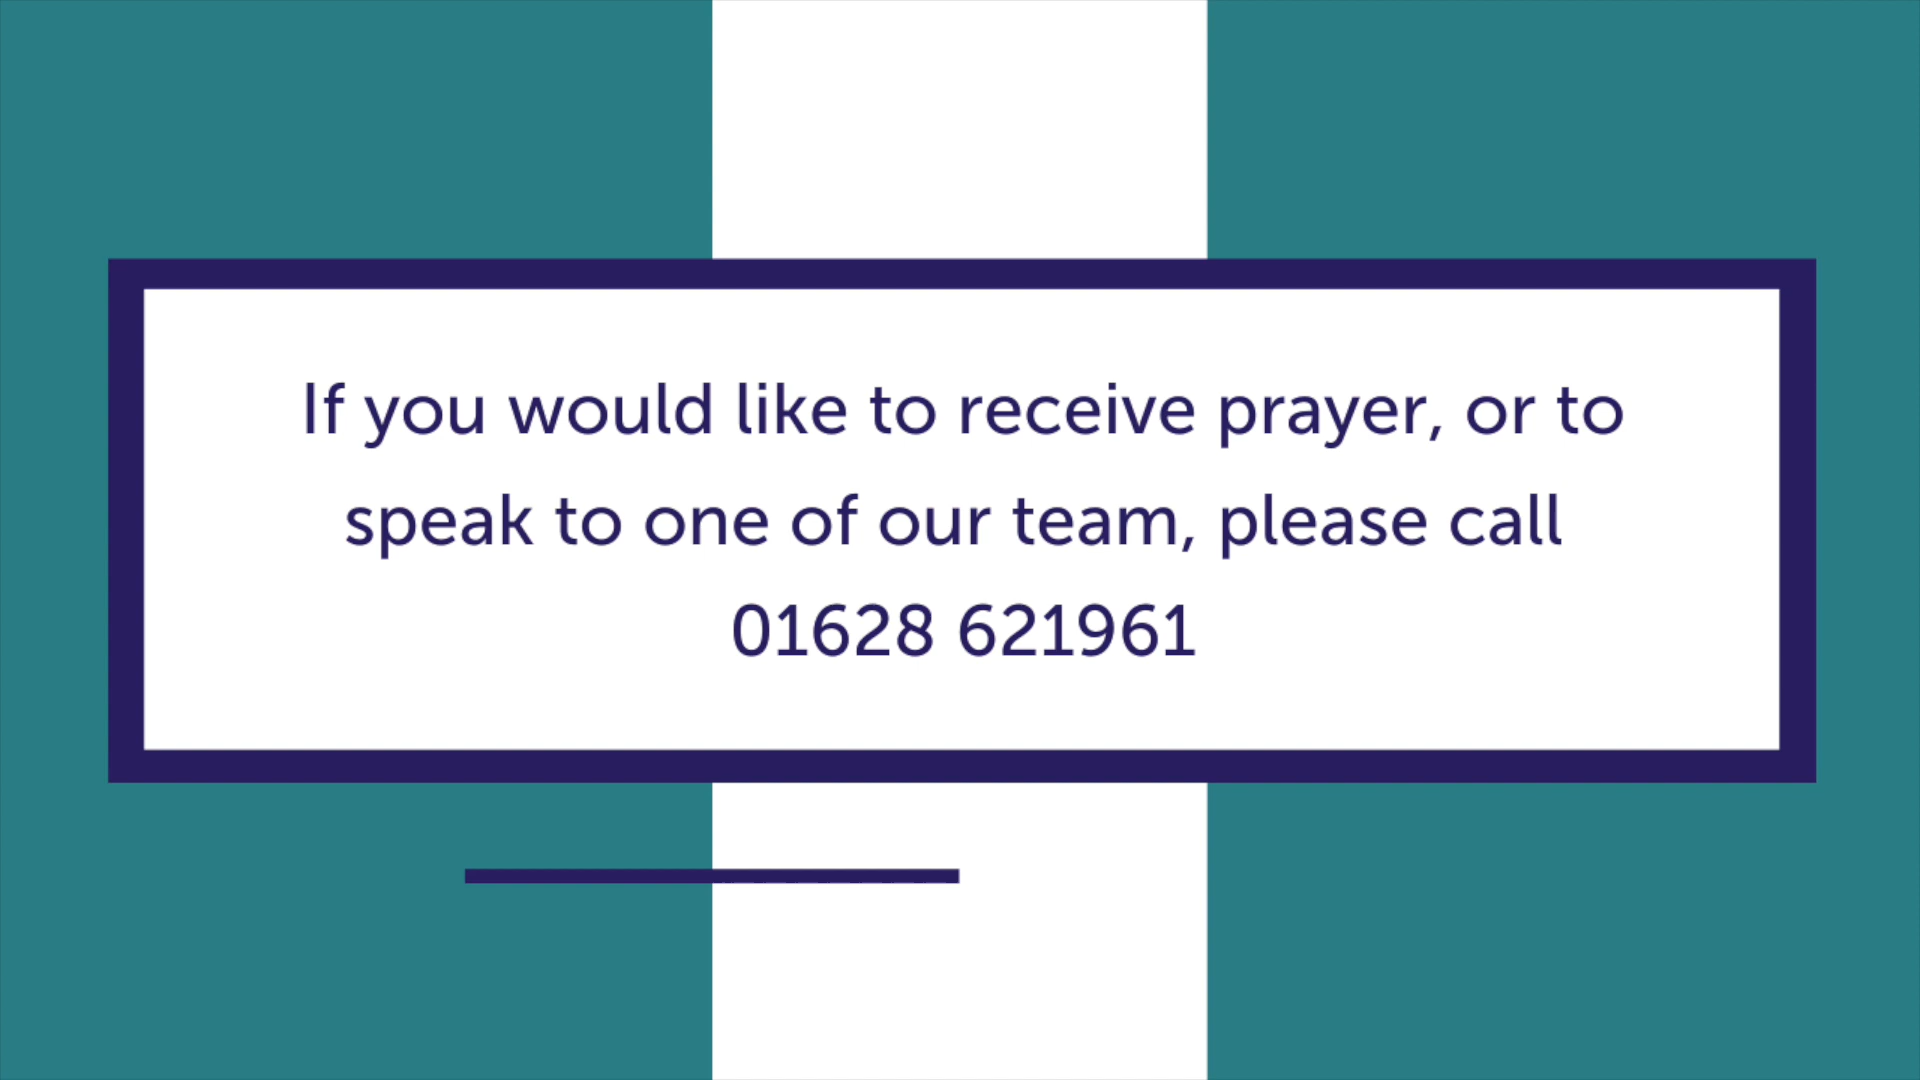 If you would like to receive prayer, or to
speak to one of our team, please call
01628 621961